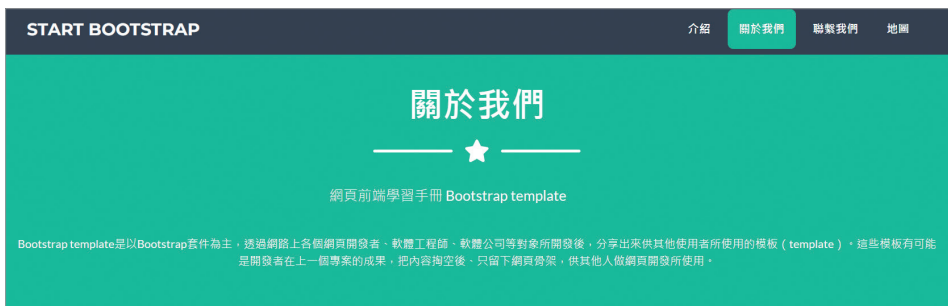 START BOOTSTRAP 介紹 關於我們 聯繫我們 地圖
關於我們
網頁前端學習手冊 Bootstrap template
Bootstrap template是以Bootstrap套件為主，透過網路上各個網頁開發者、軟體工程師、軟體公司等對象所開發後，分享出來供其他使用者所使用的模板（template）。這些模板有可能
是開發者在上一個專案的成果，把內容掏空後、只留下網頁骨架，供其他人做網頁開發所使用。